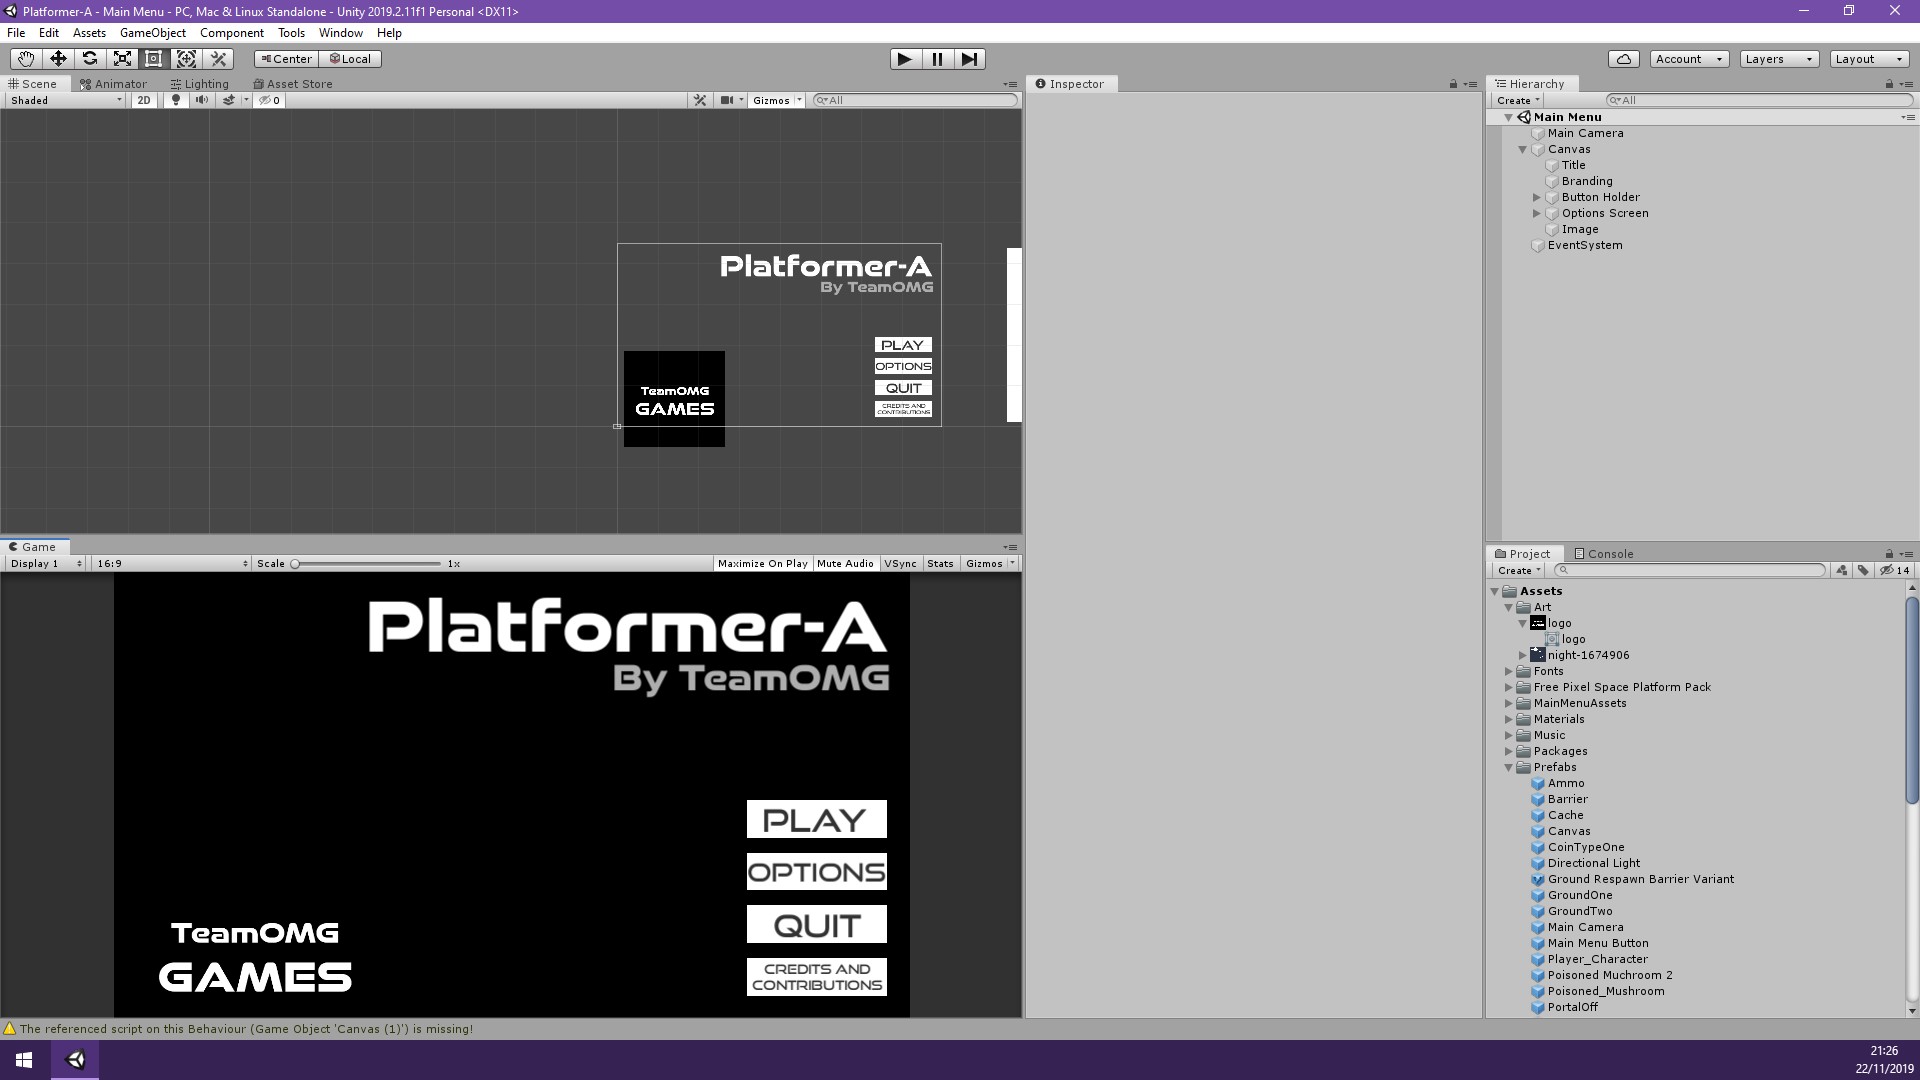 Platformer-A - Main Menu - PC, Mac & Linux Standalone - Unity 2019.2.11f1 Personal <DX11>
File Edit Assets GameObject Component Tools Window Help
Center Local Account Layers Layout
Scene Animator Lighting Asset Store
Shaded 2D 0 Gizmos All
Platformer-A
By TeamOMG
PLAY
OPTIONS
QUIT
CREDITS AND
CONTRIBUTIONS
TeamOMG
GAMES
Game
Display 1 16:9 Scale 1x Maximize On Play Mute Audio VSync Stats Gizmos
Platformer-A
By TeamOMG
PLAY
OPTIONS
QUIT
CREDITS AND
CONTRIBUTIONS
TeamOMG
GAMES
Inspector
Hierarchy
Create All
Main Menu
Main Camera
Canvas
Title
Branding
Button Holder
Options Screen
Image
EventSystem
Project Console
Create 14
Assets
Art
logo
logo
night-1674906
Fonts
Free Pixel Space Platform Pack
MainMenuAssets
Materials
Music
Packages
Prefabs
Ammo
Barrier
Cache
Canvas
CoinTypeOne
Directional Light
Ground Respawn Barrier Variant
GroundOne
GroundTwo
Main Camera
Main Menu Button
Player_Character
Poisoned Muchroom 2
Poisoned_Mushroom
PortalOff
The referenced script on this Behaviour (Game Object 'Canvas (1)') is missing!
21:26
22/11/2019